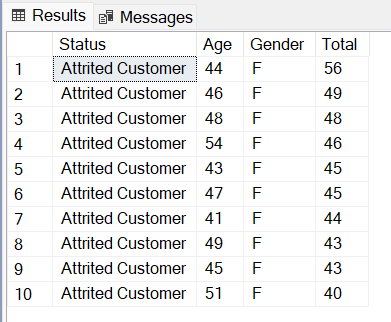 Results Messages
Status Age Gender Total
1 Attrited Customer 44 F 56
2 Attrited Customer 46 F 49
3 Attrited Customer 48 F 48
4 Attrited Customer 54 F 46
5 Attrited Customer 43 F 45
6 Attrited Customer 47 F 45
7 Attrited Customer 41 F 44
8 Attrited Customer 49 F 43
9 Attrited Customer 45 F 43
10 Attrited Customer 51 F 40